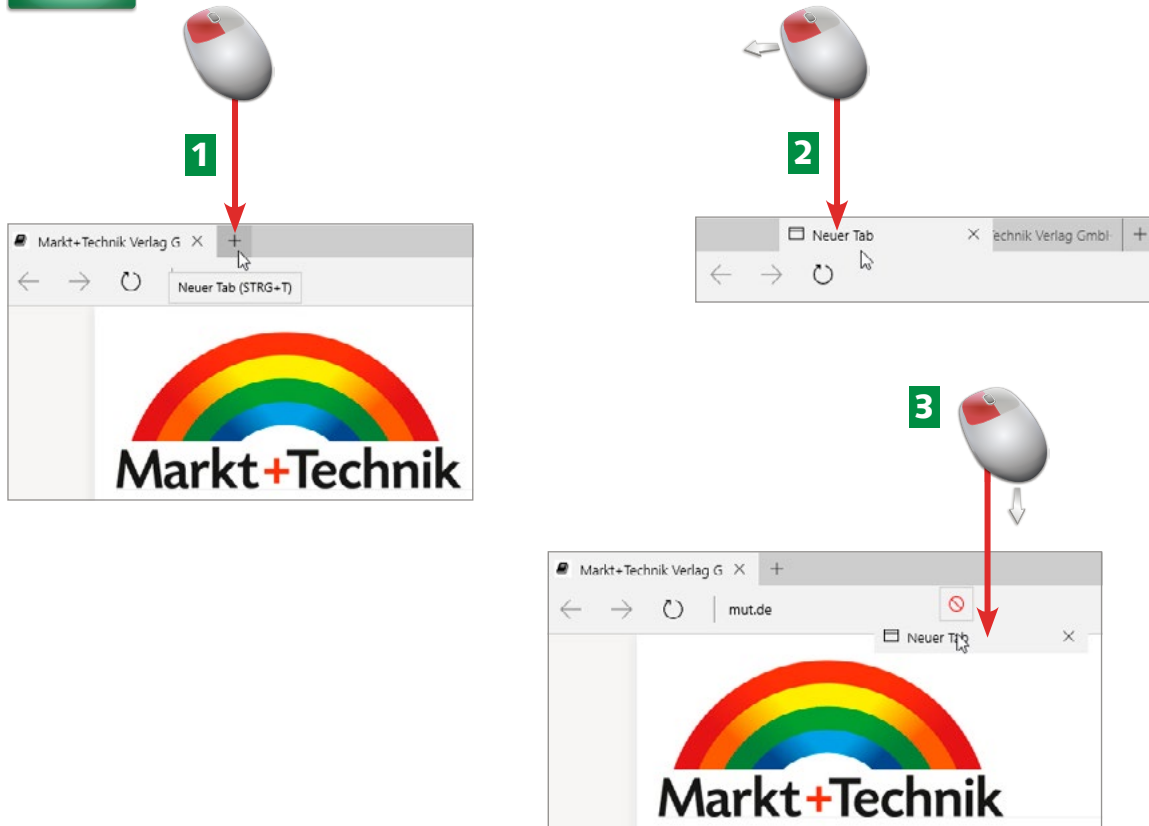 1
2
Markt+Technik Verlag G
Neuer Tab
echnik Verlag Gmbl
Neuer Tab (STRG+T)
Markt+Technik
3
Markt+Technik Verlag G
mut.de
Neuer Tab
Markt+Technik